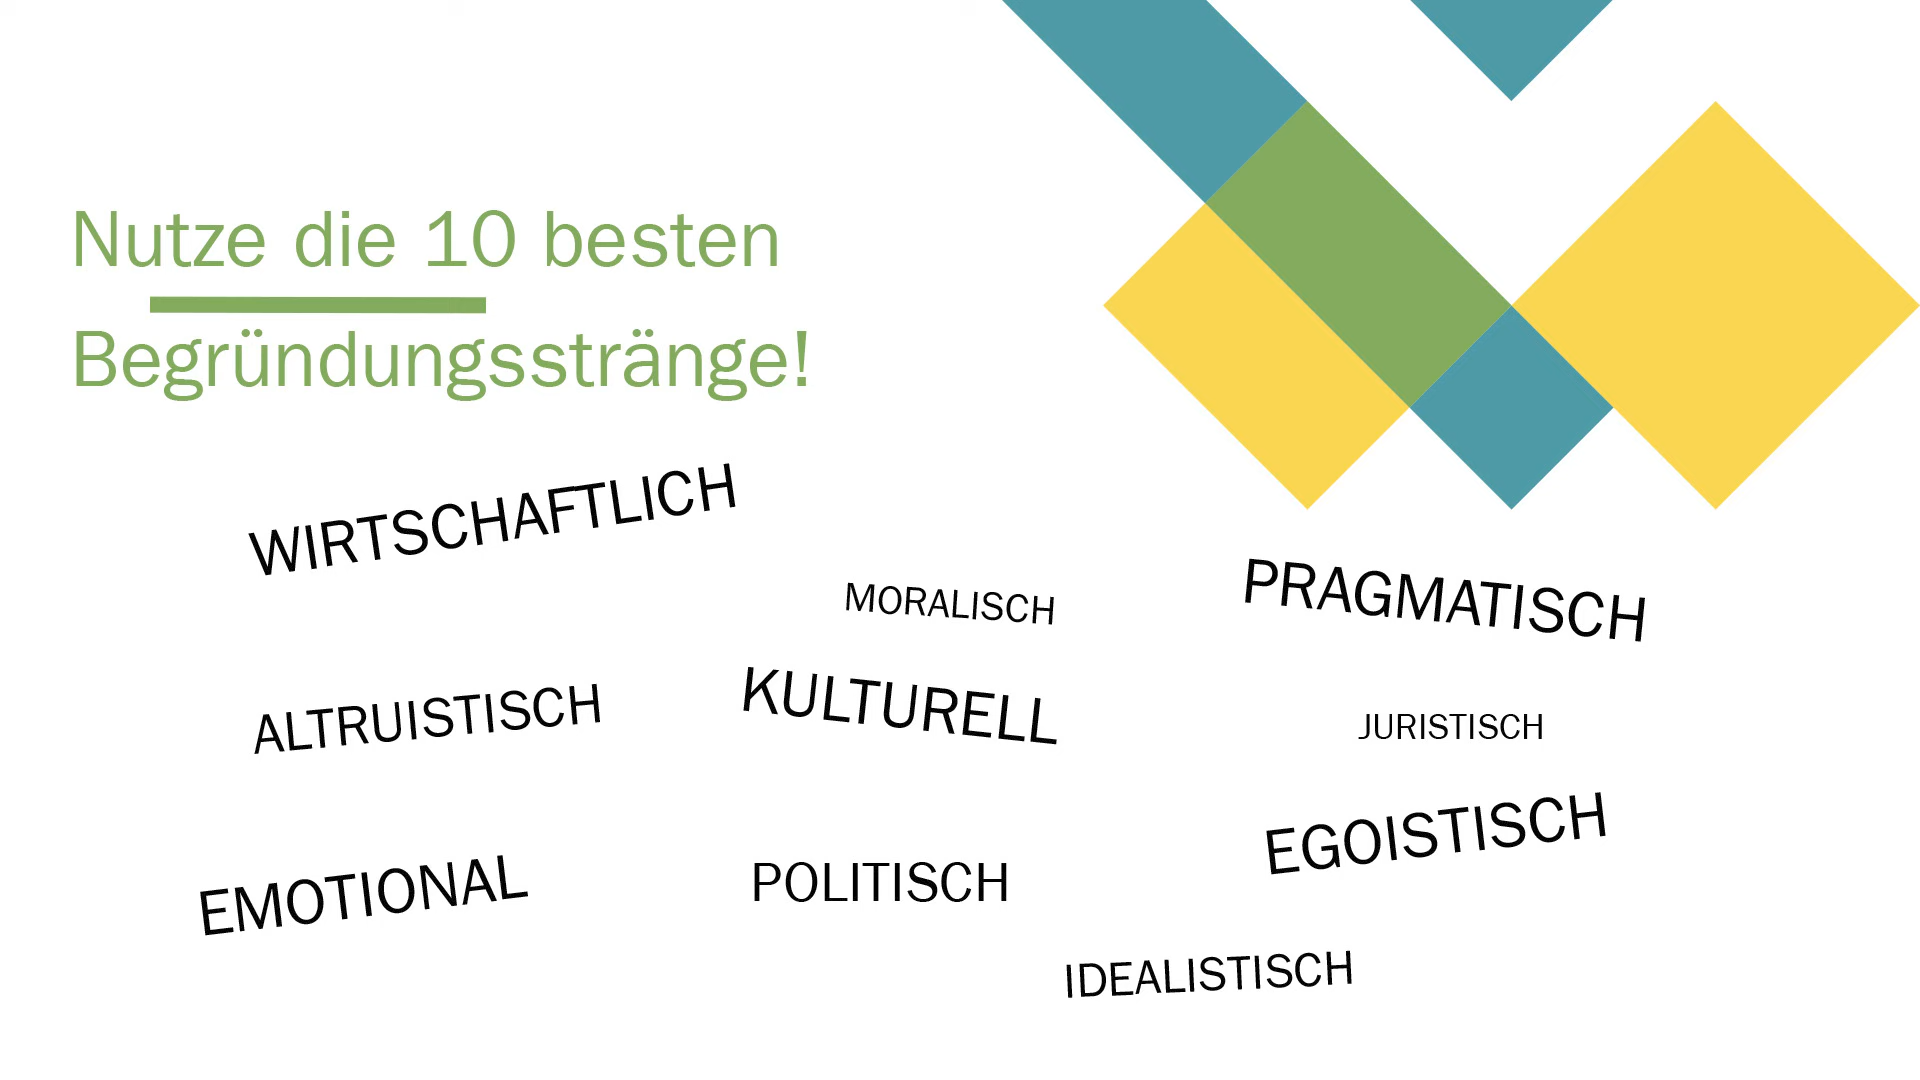 Nutze die 10 besten
Begründungsstränge!
WIRTSCHAFTLICH
MORALISCH
PRAGMATISCH
ALTRUISTISCH
KULTURELL
JURISTISCH
EMOTIONAL
POLITISCH
EGOISTISCH
IDEALISTISCH